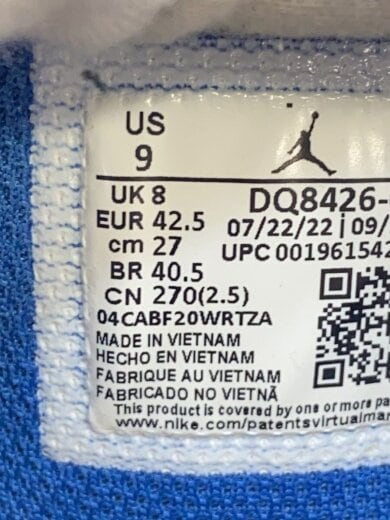 US
9
UK 8
EUR 42.5
cm 27
BR 40.5
CN 270(2.5)
04CABF20WRTZA
DQ8426-
07/22/22 | 09/
UPC 001961542
MADE IN VIETNAM
HECHO EN VIETNAM
FABRIQUE AU VIETNAM
FABRICADO NO VIETNÃ
This product is covered by one or more
www.nike.com/patentsvirtualmar